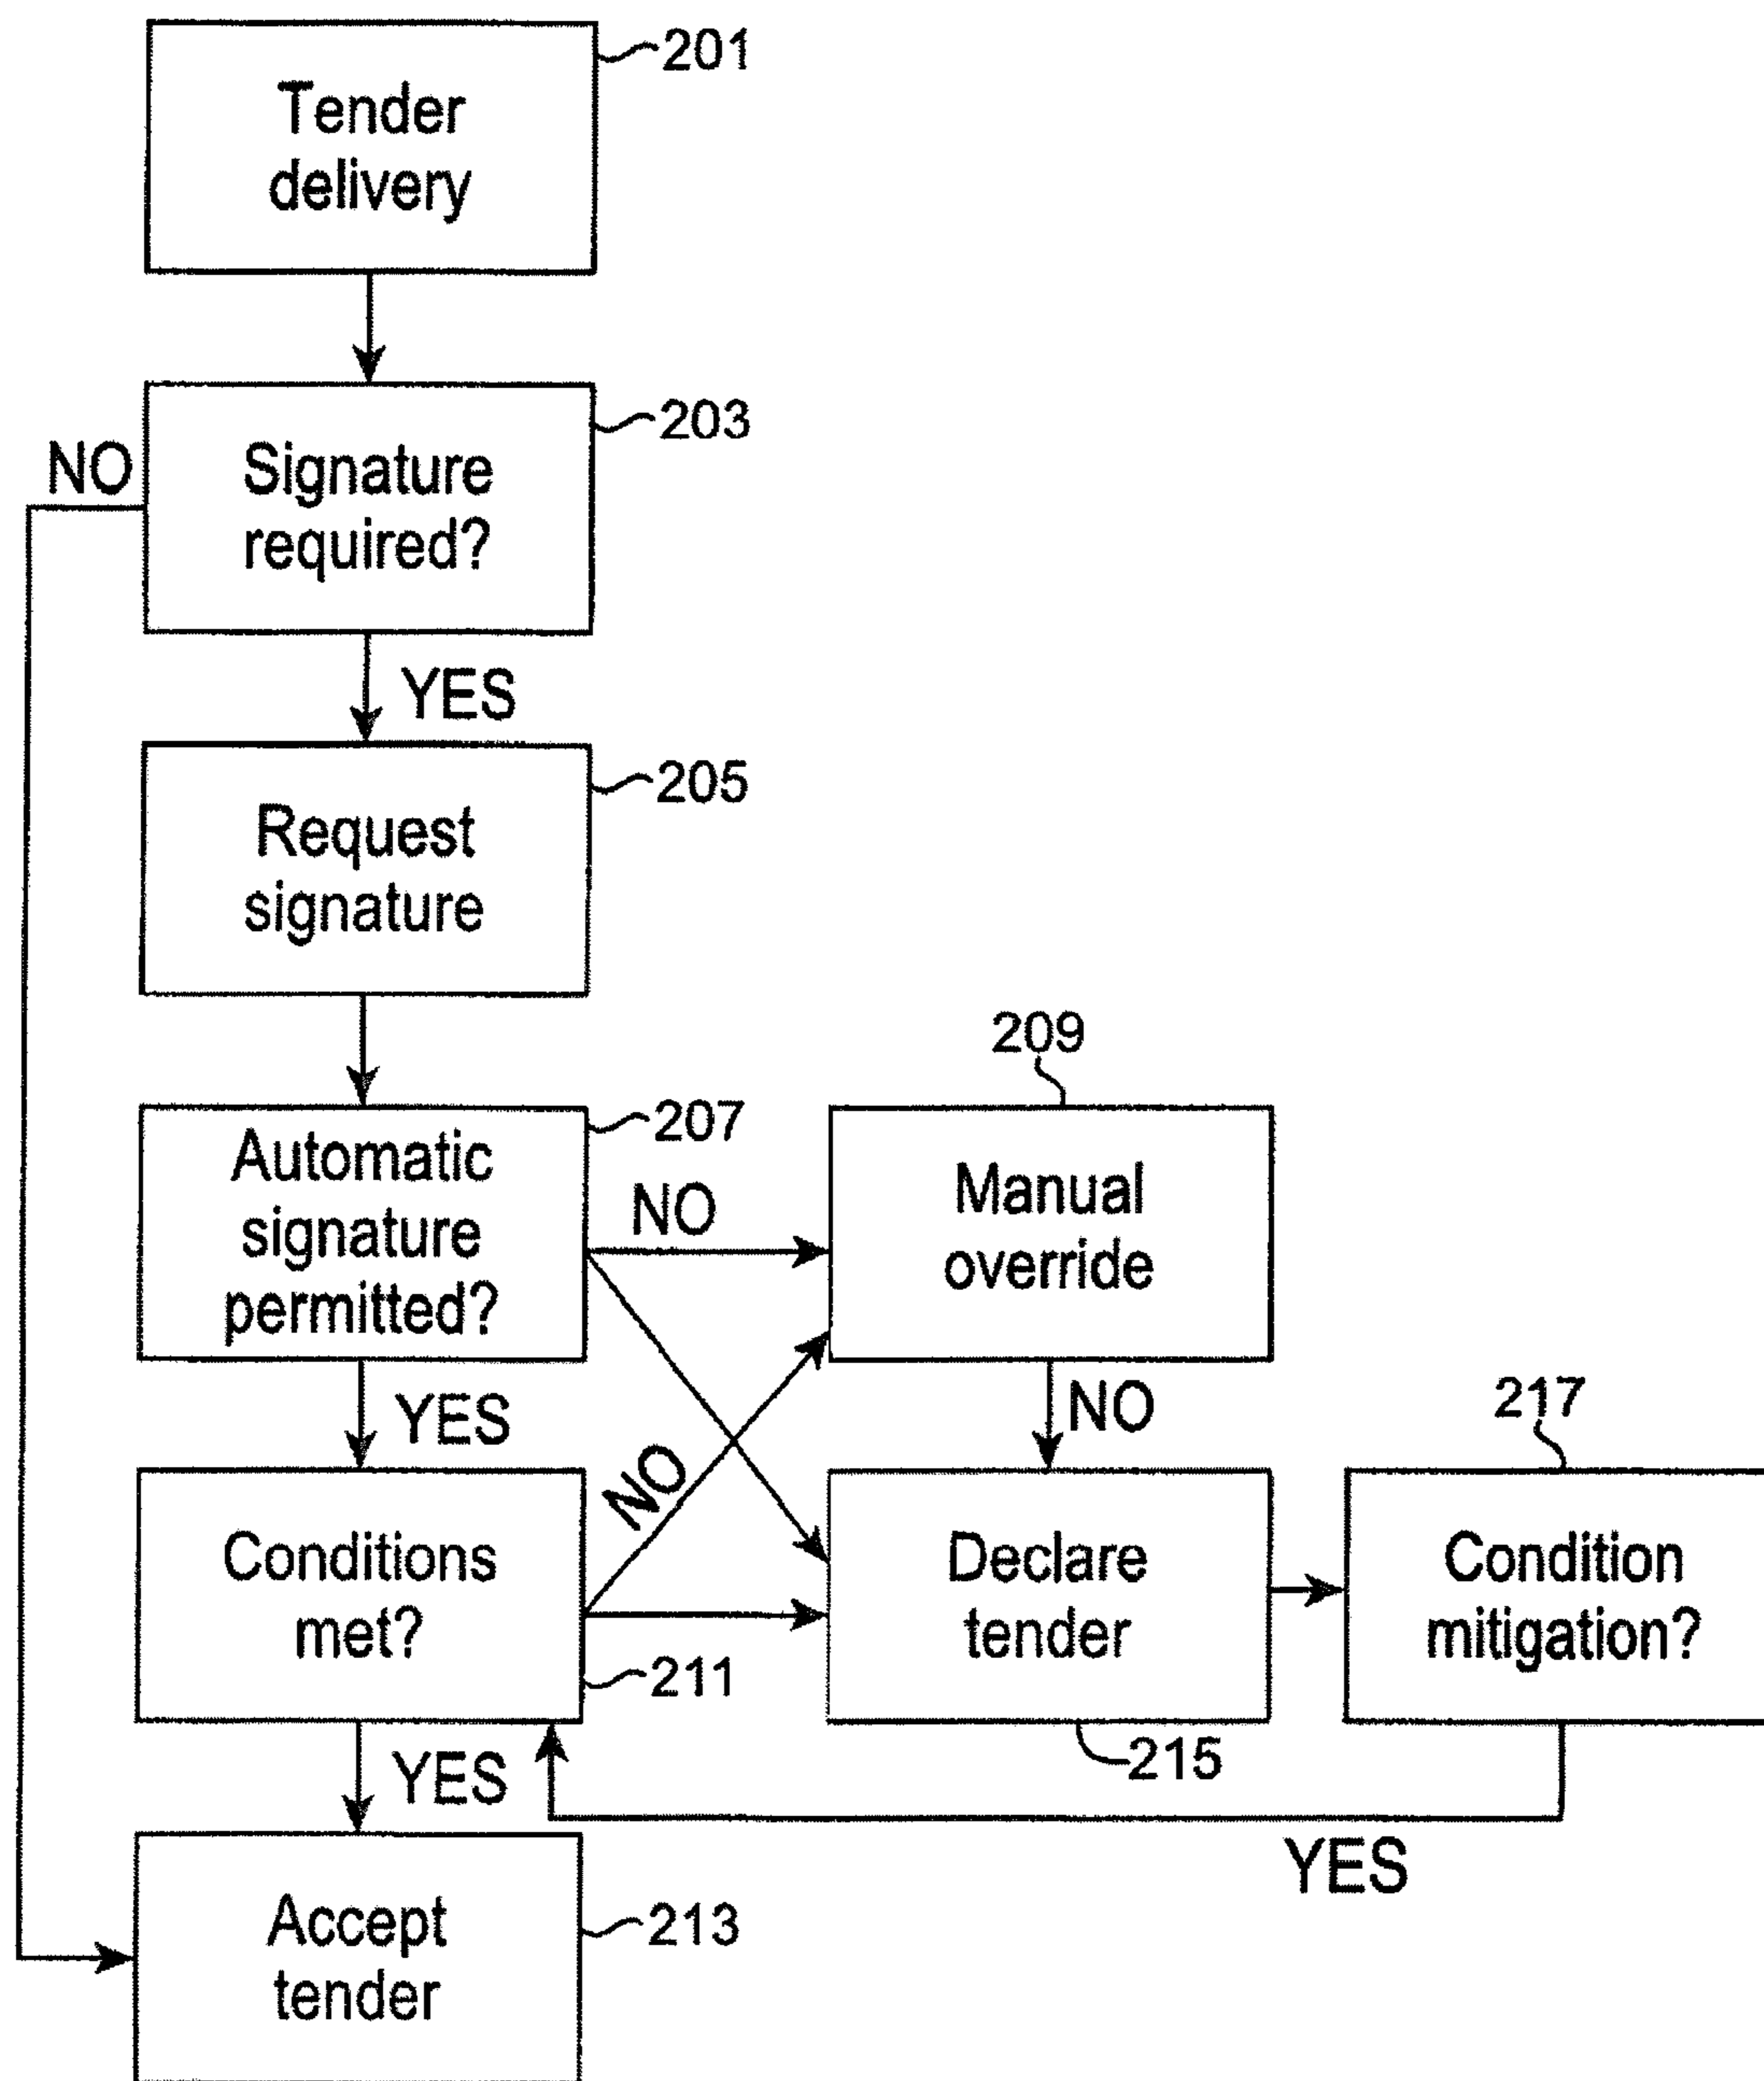 201
Tender
delivery
203
NO
Signature
required?
YES
205
Request
signature
209
207
Automatic
signature
permitted?
NO
Manual
override
YES
NO
217
NO
Conditions
met?
211
Declare
tender
Condition
mitigation?
215
YES
YES
Accept
tender
213